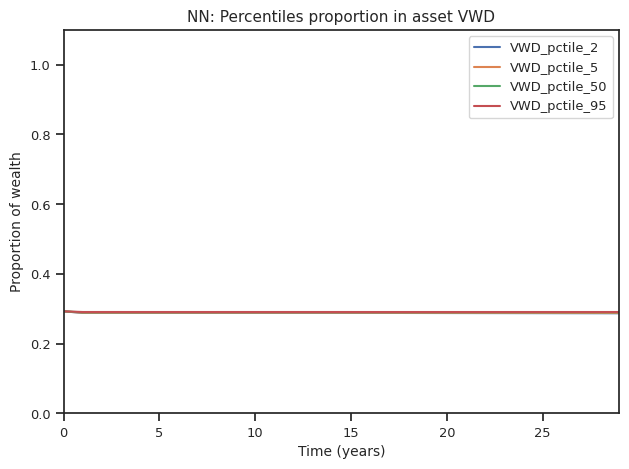 NN: Percentiles proportion in asset VWD
VWD_pctile_2
VWD_pctile_5
VWD_pctile_50
VWD_pctile_95
Proportion of wealth
1.0
0.8
0.6
0.4
0.2
0.0
0 5 10 15 20 25
Time (years)